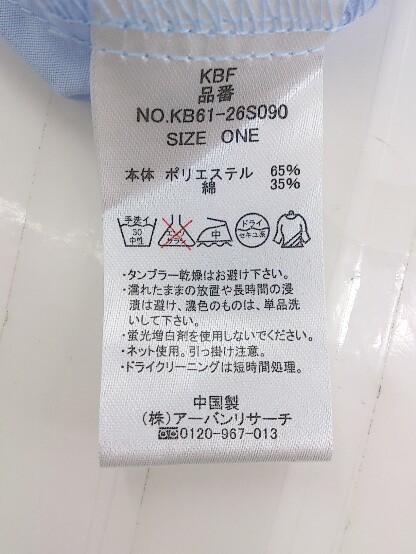 KBF
品番
NO.KB61-26S090
SIZE ONE
本体 ポリエステル 65%
綿 35%
手洗イ 30 中性 エンソサラシ 中 ドライ セキユ系
・タンブラー乾燥はお避け下さい。
・濡れたままの放置や長時間の浸
漬は避け、濃色のものは、単品洗
いして下さい。
・蛍光増白剤を使用しないでください。
・ネット使用。引っ掛け注意。
・ドライクリーニングは短時間処理。
中国製
(株)アーバンリサーチ
0120-967-013